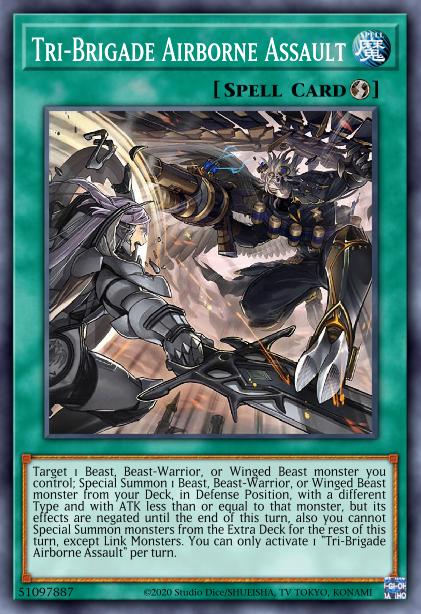 TRI-BRIGADE AIRBORNE ASSAULT
SPELL
魔
[SPELL CARD]
Target 1 Beast, Beast-Warrior, or Winged Beast monster you
control; Special Summon 1 Beast, Beast-Warrior, or Winged Beast
monster from your Deck, in Defense Position, with a different
Type and with ATK less than or equal to that monster, but its
effects are negated until the end of this turn, also you cannot
Special Summon monsters from the Extra Deck for the rest of this
turn, except Link Monsters. You can only activate 1 "Tri-Brigade
Airborne Assault" per turn.
51097887
©2020 Studio Dice/SHUEISHA, TV TOKYO, KONAMI